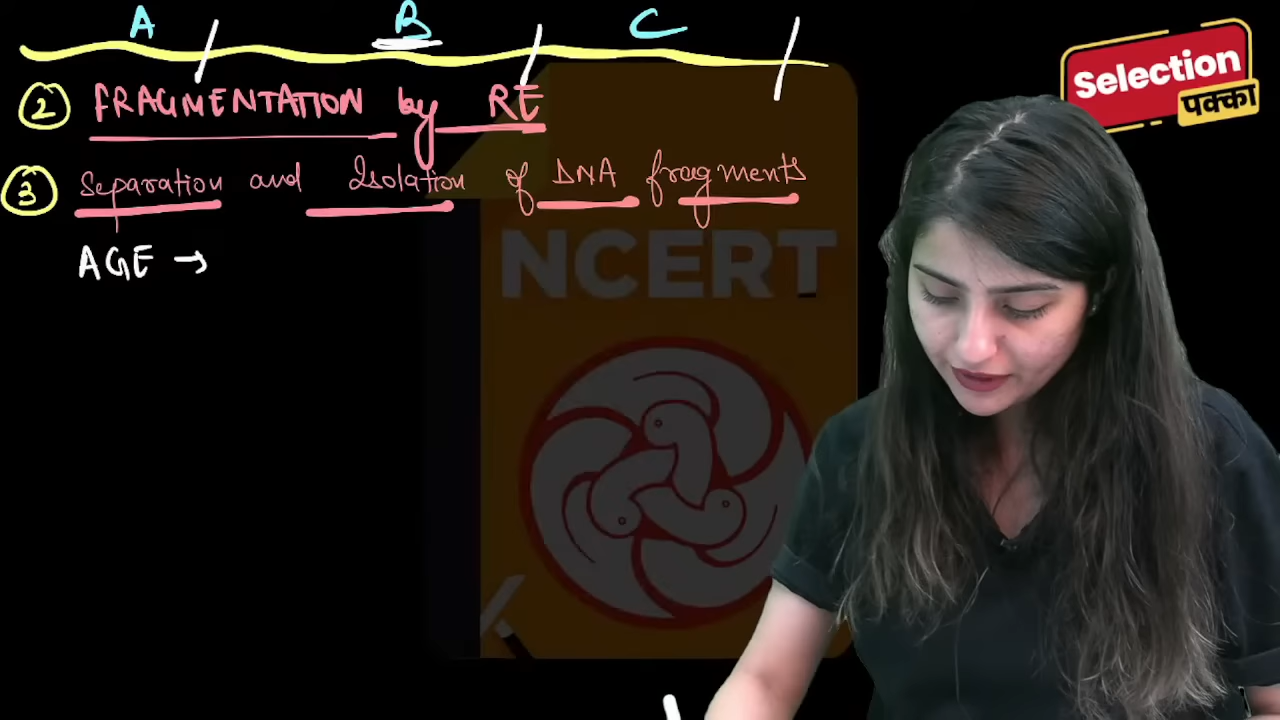 A B C
② FRAGMENTATION by RE
③ Separation and Isolation of DNA fragments
AGE →
NCERT
Selection
पक्का